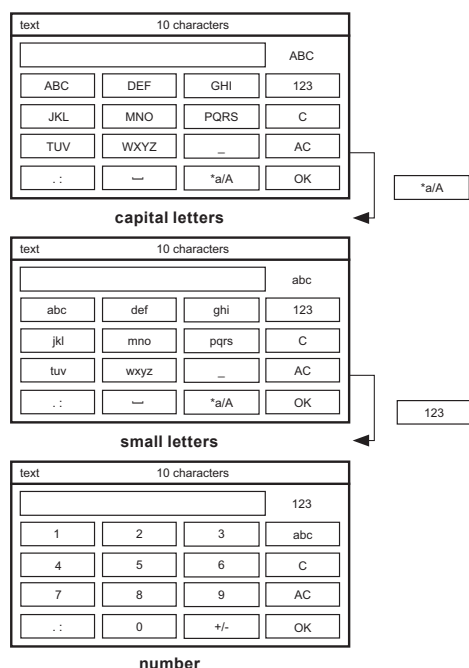 text 10 characters
ABC
ABC DEF GHI 123
JKL MNO PQRS C
TUV WXYZ _ AC
. : ⎵ *a/A OK
*a/A
capital letters
text 10 characters
abc
abc def ghi 123
jkl mno pqrs C
tuv wxyz _ AC
. : ⎵ *a/A OK
123
small letters
text 10 characters
123
1 2 3 abc
4 5 6 C
7 8 9 AC
. : 0 +/- OK
number